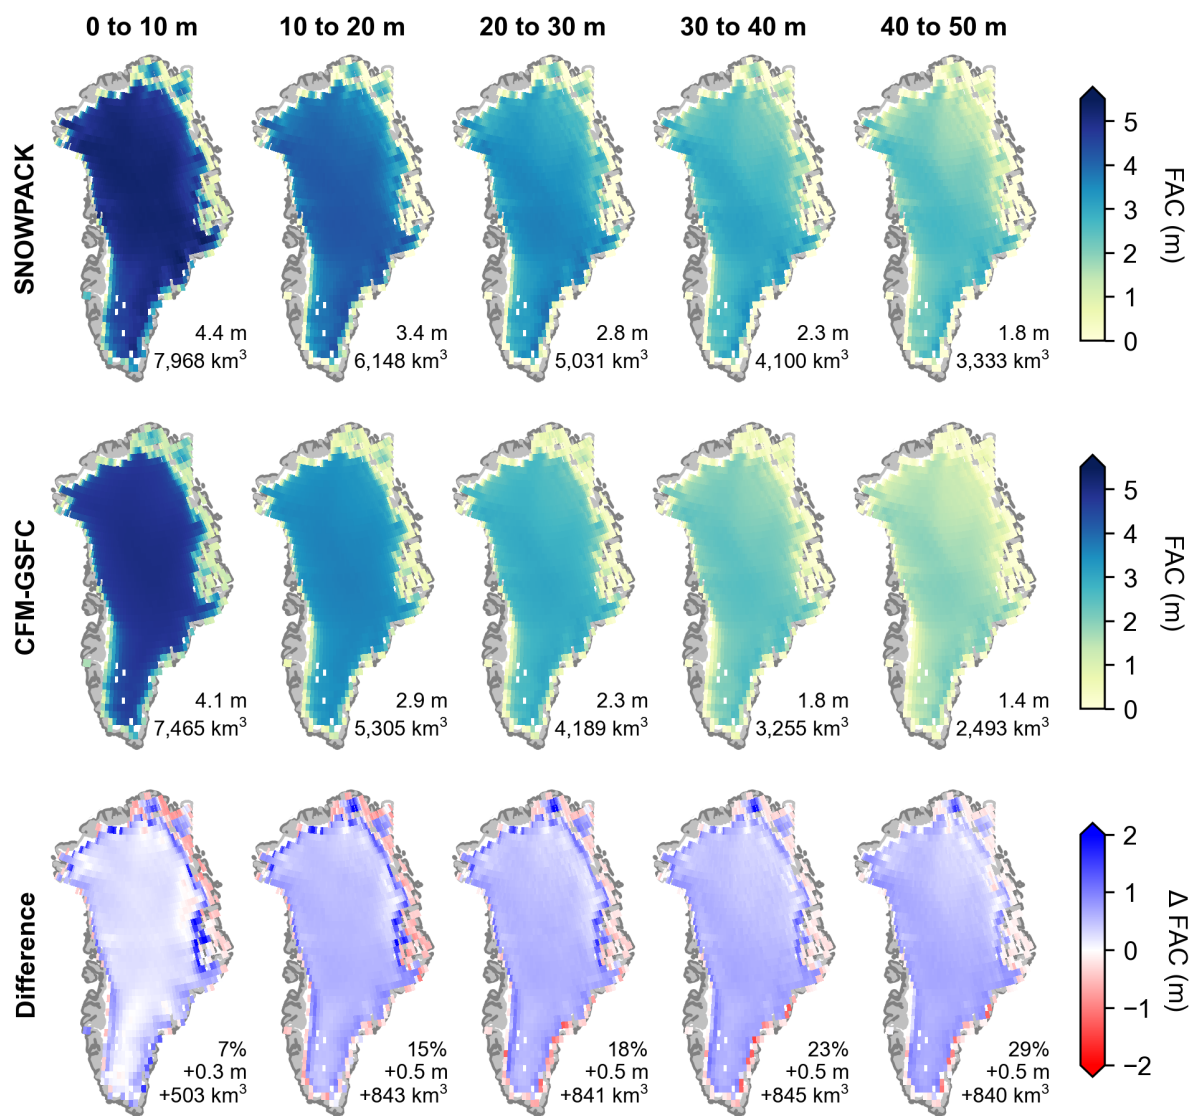 0 to 10 m 10 to 20 m 20 to 30 m 30 to 40 m 40 to 50 m
SNOWPACK
4.4 m
7,968 km³
3.4 m
6,148 km³
2.8 m
5,031 km³
2.3 m
4,100 km³
1.8 m
3,333 km³
5
4
3
2
1
0
FAC (m)
CFM-GSFC
4.1 m
7,465 km³
2.9 m
5,305 km³
2.3 m
4,189 km³
1.8 m
3,255 km³
1.4 m
2,493 km³
5
4
3
2
1
0
FAC (m)
Difference
7%
+0.3 m
+503 km³
15%
+0.5 m
+843 km³
18%
+0.5 m
+841 km³
23%
+0.5 m
+845 km³
29%
+0.5 m
+840 km³
2
1
0
−1
−2
Δ FAC (m)